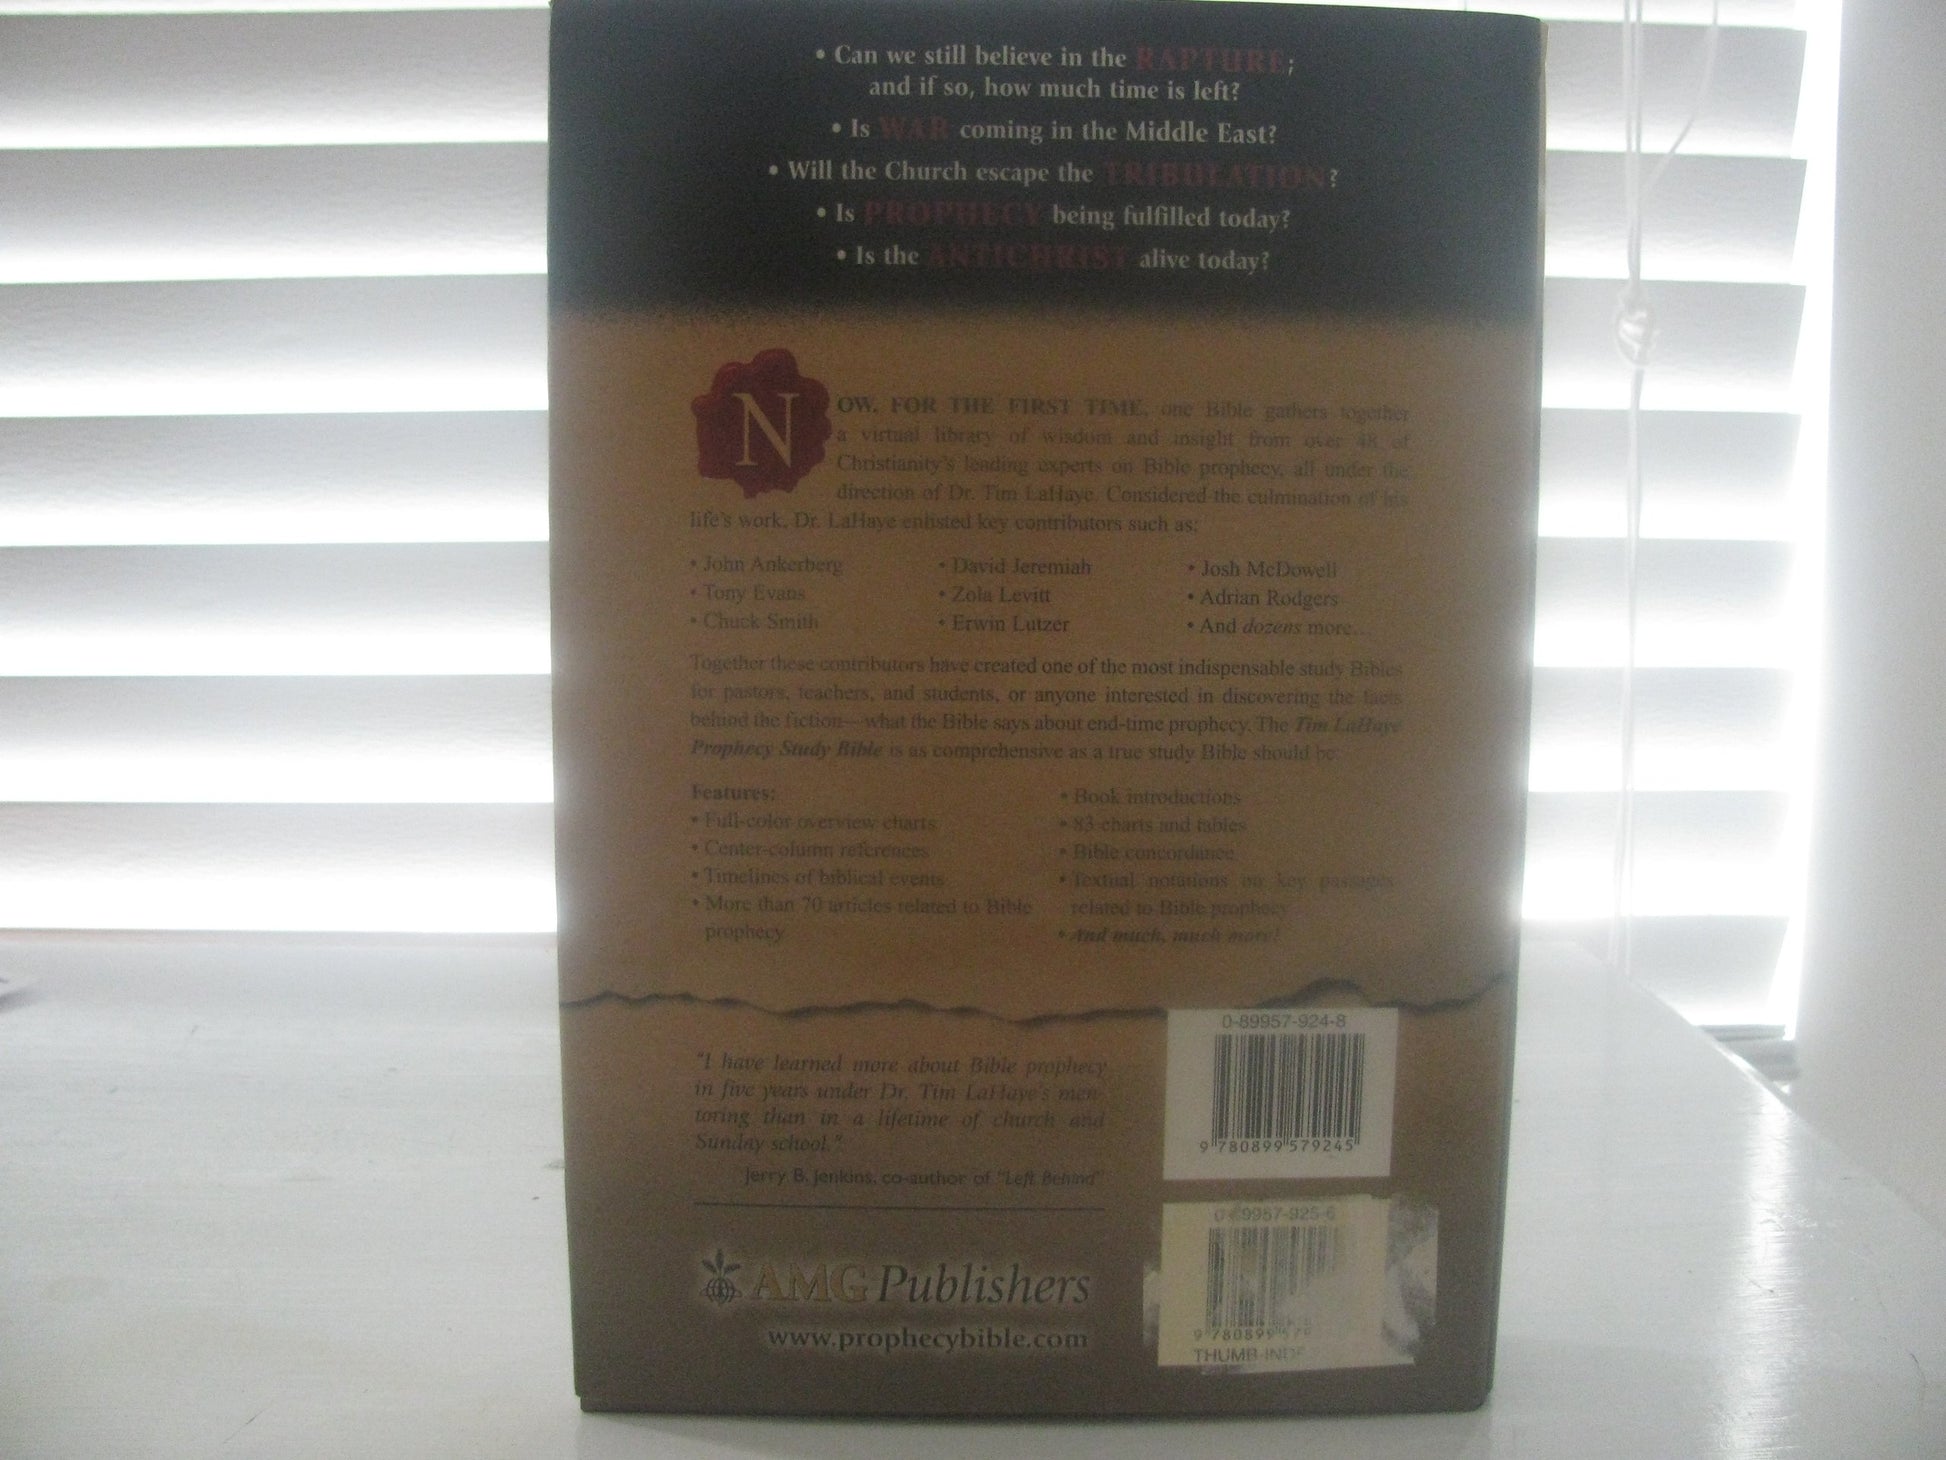 • Can we still believe in the RAPTURE;
and if so, how much time is left?
• Is WAR coming in the Middle East?
• Will the Church escape the TRIBULATION?
• Is PROPHECY being fulfilled today?
• Is the ANTICHRIST alive today?
NOW, FOR THE FIRST TIME, one Bible gathers together
a virtual library of wisdom and insight from over 48 of
Christianity's leading experts on Bible prophecy, all under the
direction of Dr. Tim LaHaye. Considered the culmination of his
life's work, Dr. LaHaye enlisted key contributors such as:
• John Ankerberg
• Tony Evans
• Chuck Smith
• David Jeremiah
• Zola Levitt
• Erwin Lutzer
• Josh McDowell
• Adrian Rodgers
• And dozens more...
Together these contributors have created one of the most indispensable study Bibles
for pastors, teachers, and students, or anyone interested in discovering the facts
behind the fiction—what the Bible says about end-time prophecy. The Tim LaHaye
Prophecy Study Bible is as comprehensive as a true study Bible should be:
Features:
• Full-color overview charts
• Center-column references
• Timelines of biblical events
• More than 70 articles related to Bible
prophecy
• Book introductions
• 83 charts and tables
• Bible concordance
• Textual notations on key passages
related to Bible prophecy
• And much, much more!
"I have learned more about Bible prophecy
in five years under Dr. Tim LaHaye's men-
toring than in a lifetime of church and
Sunday school."
Jerry B. Jenkins, co-author of "Left Behind"
AMG Publishers
www.prophecybible.com
0-89957-924-8
9 780899 579245
9957-925-6
9 780899 579